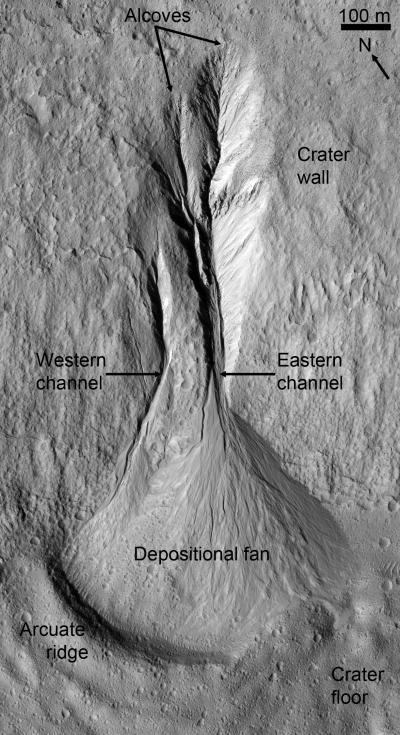 Alcoves
100 m
N
Crater
wall
Western
channel
Eastern
channel
Depositional fan
Arcuate
ridge
Crater
floor